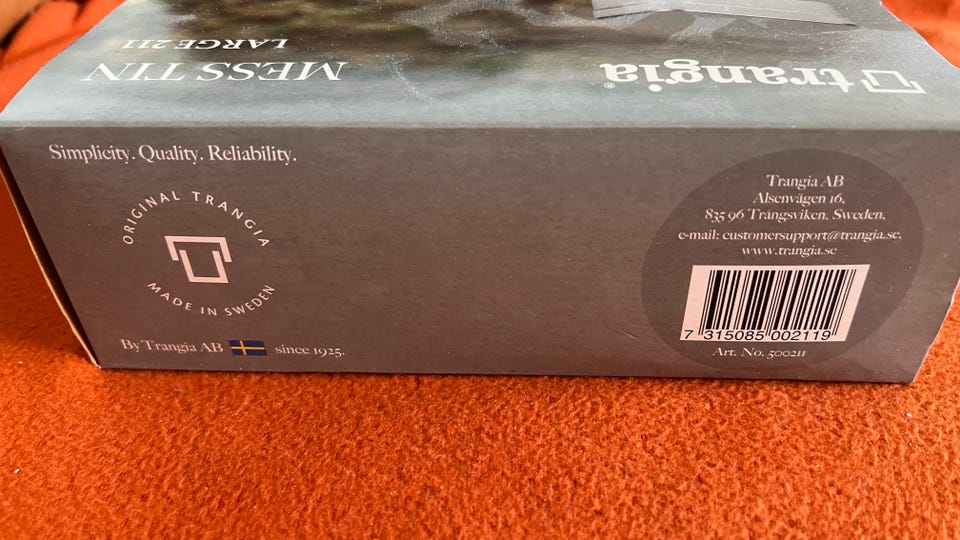 MESS TIN
LARGE 211
trangia®
Simplicity. Quality. Reliability.
ORIGINAL TRANGIA
MADE IN SWEDEN
By Trangia AB since 1925.
Trangia AB
Alsenvägen 16,
835 96 Trångsviken. Sweden,
e-mail: customersupport@trangia.se,
www.trangia.se
7 315085 002119
Art. No. 500211